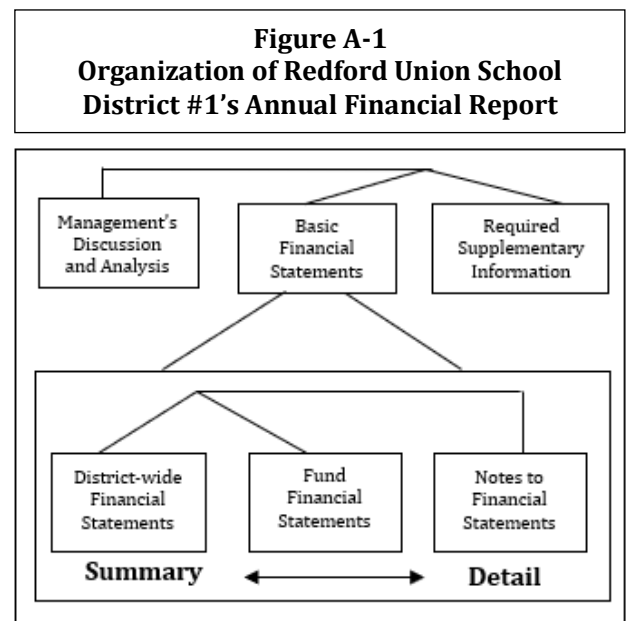 Figure A-1
Organization of Redford Union School
District #1’s Annual Financial Report
Management's
Discussion
and Analysis
Basic
Financial
Statements
Required
Supplementary
Information
District-wide
Financial
Statements
Fund
Financial
Statements
Notes to
Financial
Statements
Summary
Detail